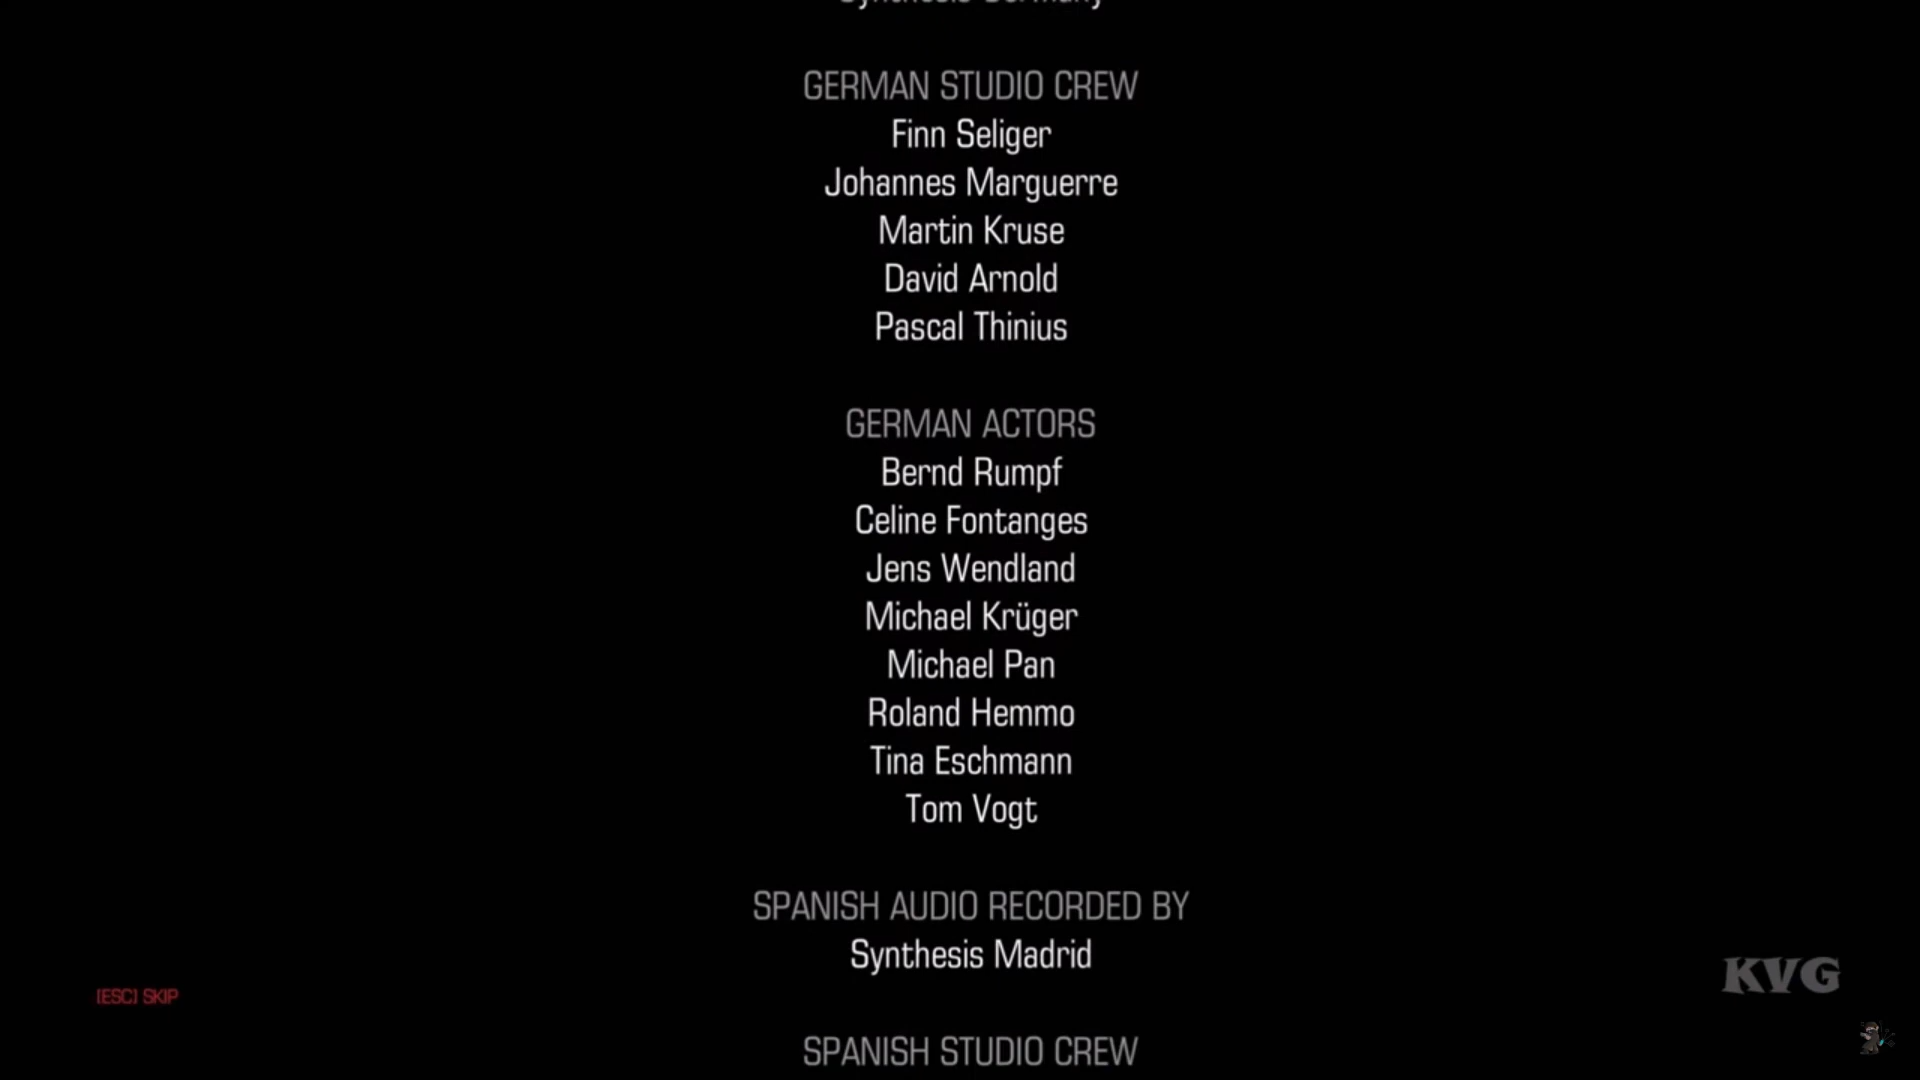 Synthesis Germany
GERMAN STUDIO CREW
Finn Seliger
Johannes Marguerre
Martin Kruse
David Arnold
Pascal Thinius
GERMAN ACTORS
Bernd Rumpf
Celine Fontanges
Jens Wendland
Michael Krüger
Michael Pan
Roland Hemmo
Tina Eschmann
Tom Vogt
SPANISH AUDIO RECORDED BY
Synthesis Madrid
[ESC] SKIP
KVG
SPANISH STUDIO CREW